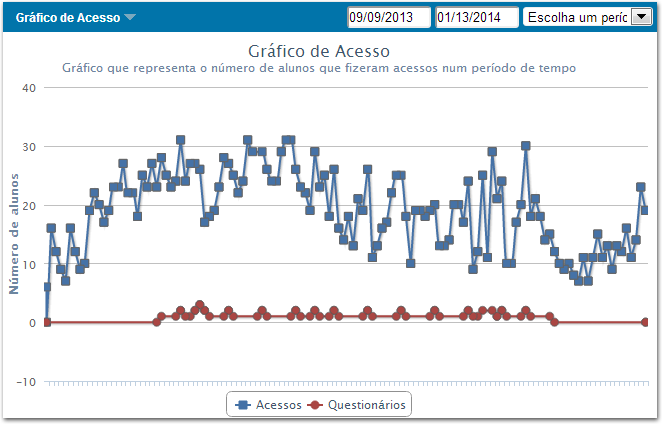 Gráfico de Acesso 09/09/2013 01/13/2014 Escolha um perío
Gráfico de Acesso
Gráfico que representa o número de alunos que fizeram acessos num período de tempo
Número de alunos
40
30
20
10
0
-10
Acessos Questionários